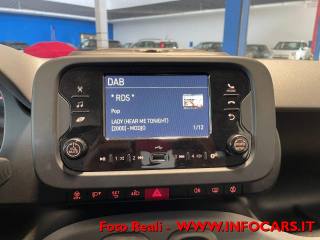 DAB
* RDS *
Pop
LADY (HEAR ME TONIGHT)
[2000] - MODJO
1/12
Foto Reali - WWW.INFOCARS.IT